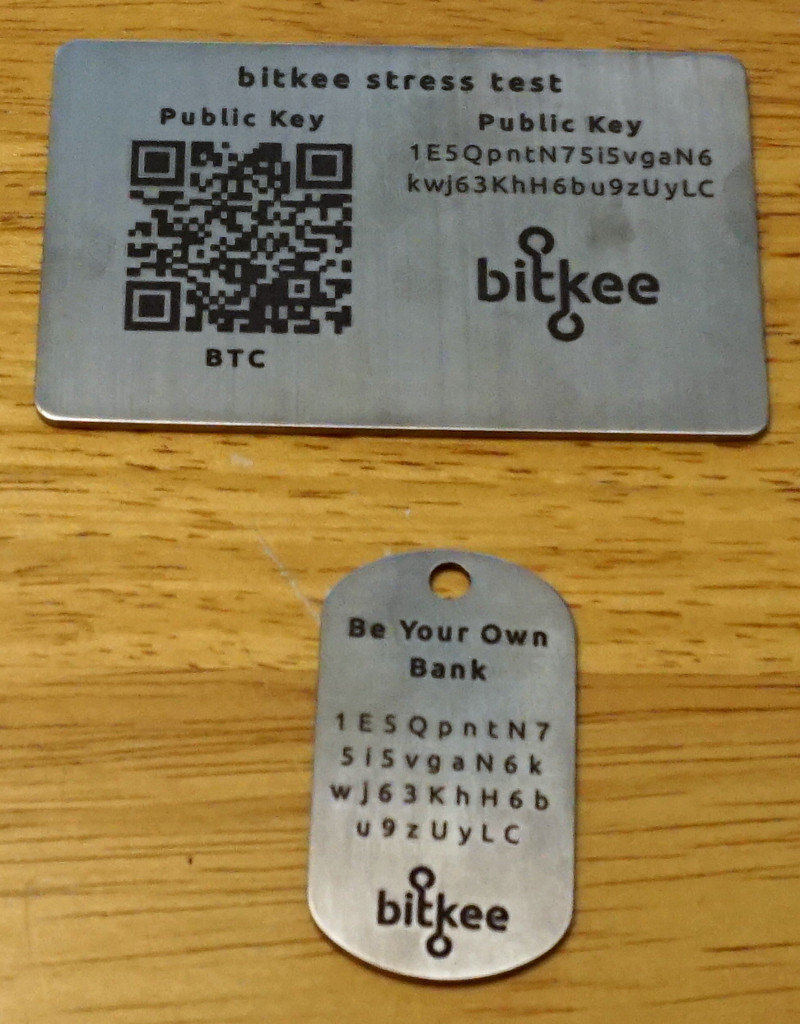 bitkee stress test
Public Key
BTC
Public Key
1E5QpntN75i5vgaN6
kwj63KhH6bu9zUyLC
bitkee
Be Your Own
Bank
1E5QpntN7
5i5vgaN6k
wj63KhH6b
u9zUyLC
bitkee